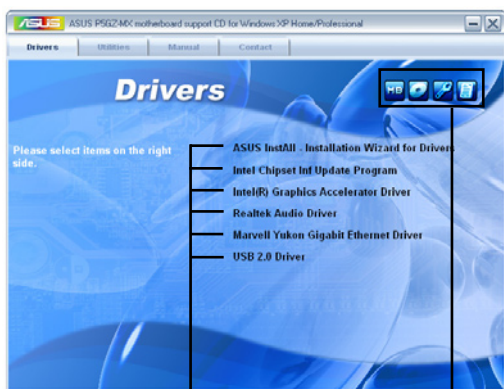 ASUS ASUS P5GZ-MX motherboard support CD for Windows XP Home/Professional
Drivers Utilities Manual Contact
Drivers
MB
Please select items on the right side.
ASUS InstAll - Installation Wizard for Drivers
Intel Chipset Inf Update Program
Intel(R) Graphics Accelerator Driver
Realtek Audio Driver
Marvell Yukon Gigabit Ethernet Driver
USB 2.0 Driver